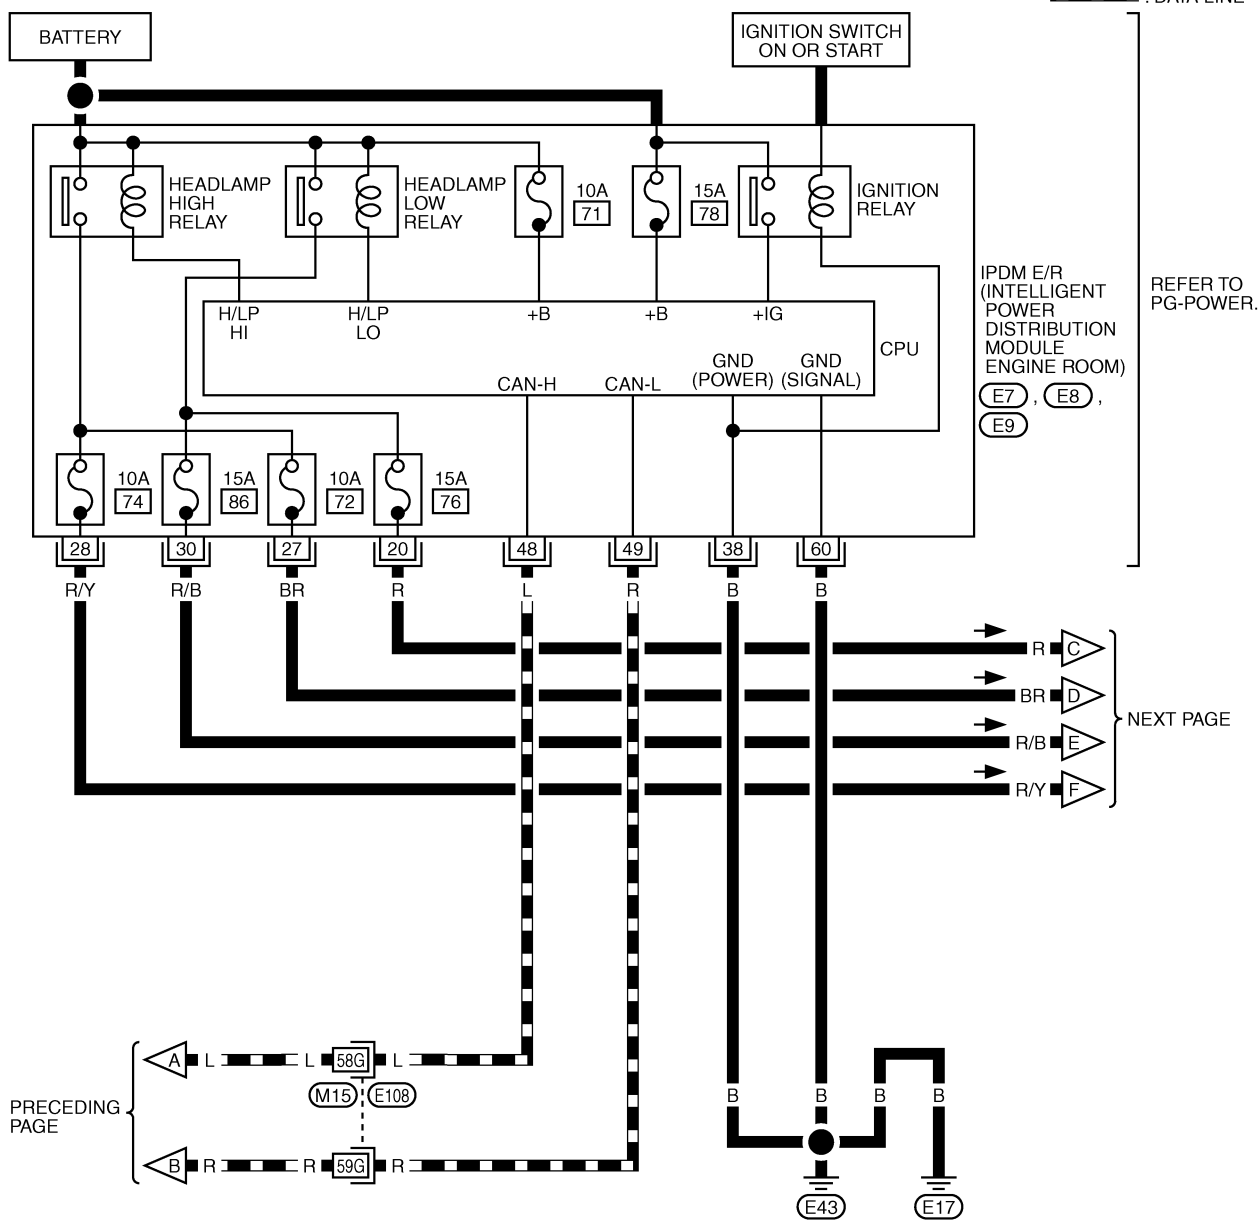 : DATA LINE
BATTERY
IGNITION SWITCH
ON OR START
HEADLAMP
HIGH
RELAY
HEADLAMP
LOW
RELAY
10A
71
15A
78
IGNITION
RELAY
IPDM E/R
(INTELLIGENT
POWER
DISTRIBUTION
MODULE
ENGINE ROOM)
E7 , E8 ,
E9
REFER TO
PG-POWER.
H/LP
HI
H/LP
LO
+B
+B
+IG
CPU
CAN-H
CAN-L
GND
(POWER)
GND
(SIGNAL)
10A
74
15A
86
10A
72
15A
76
28
30
27
20
48
49
38
60
R/Y
R/B
BR
R
L
R
B
B
R
C
BR
D
R/B
E
R/Y
F
NEXT PAGE
PRECEDING
PAGE
A
L
L
58G
L
M15
E108
B
R
R
59G
R
B
B
B
B
E43
E17